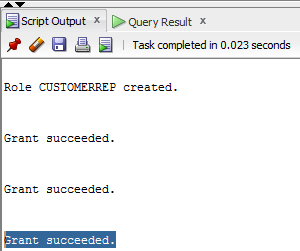 Script Output x Query Result x
Task completed in 0.023 seconds
Role CUSTOMERREP created.
Grant succeeded.
Grant succeeded.
Grant succeeded.